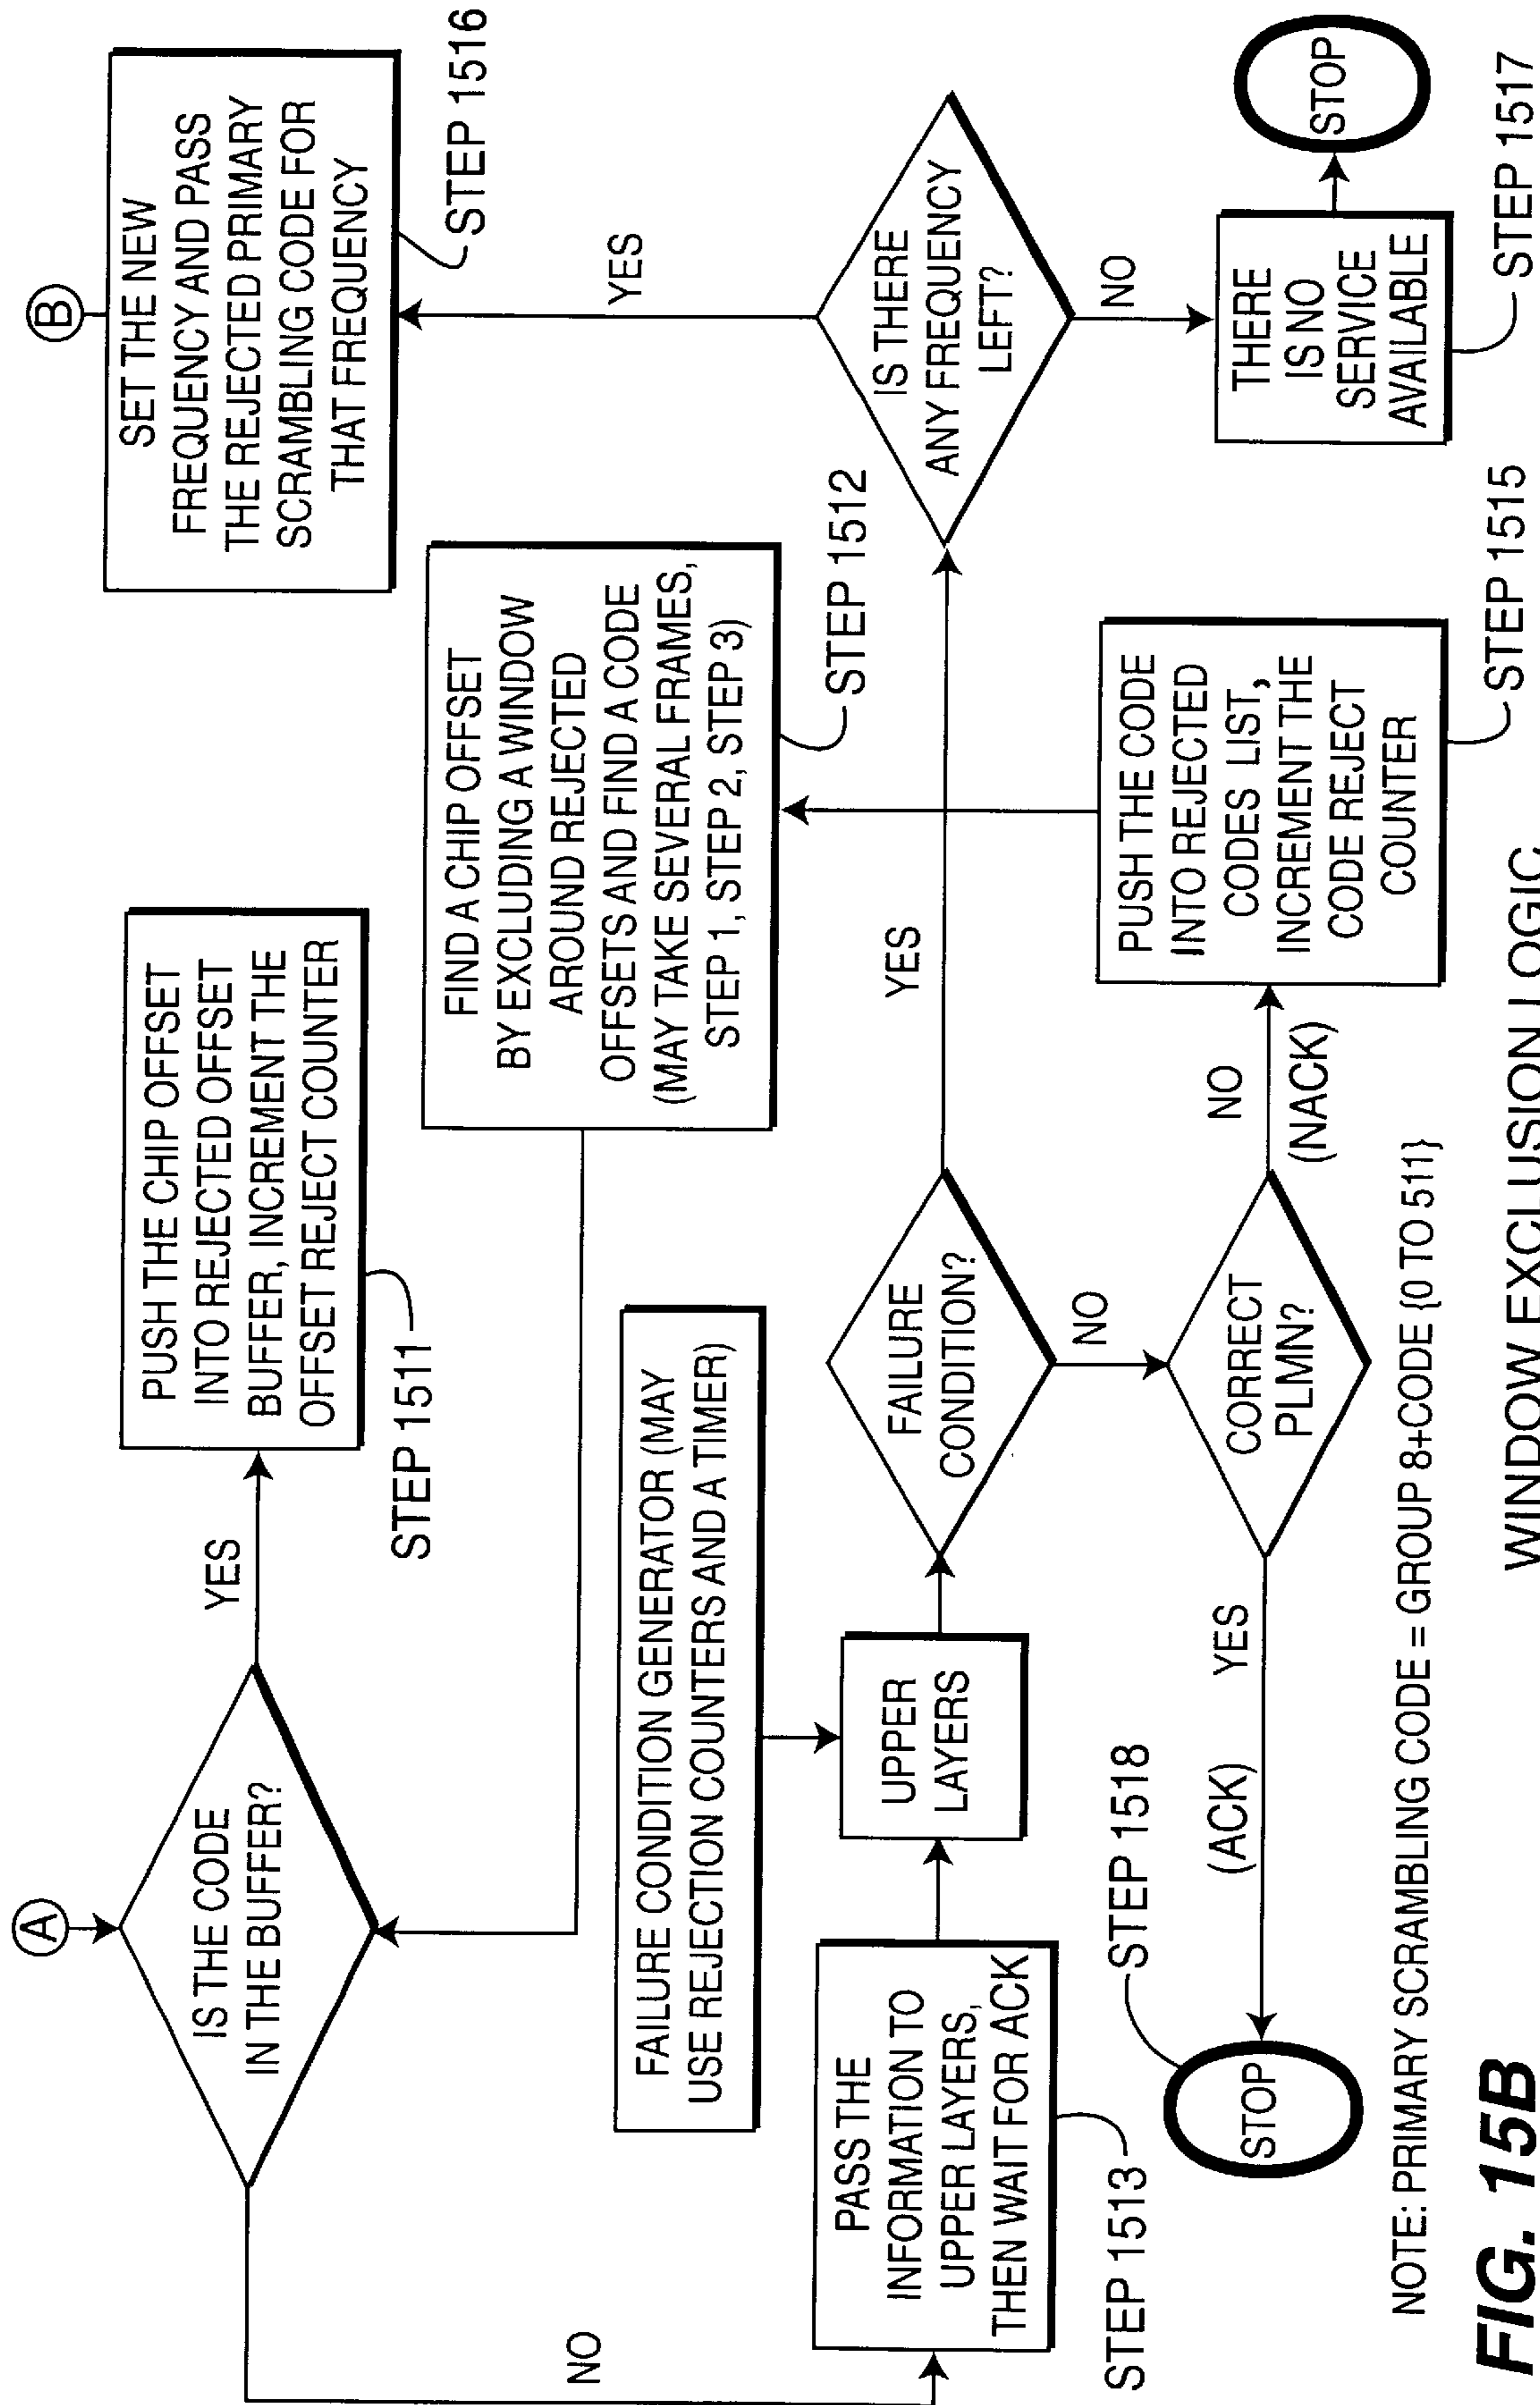 A
IS THE CODE
IN THE BUFFER?
YES
NO
PUSH THE CHIP OFFSET
INTO REJECTED OFFSET
BUFFER, INCREMENT THE
OFFSET REJECT COUNTER
STEP 1511
B
SET THE NEW
FREQUENCY AND PASS
THE REJECTED PRIMARY
SCRAMBLING CODE FOR
THAT FREQUENCY
STEP 1516
FIND A CHIP OFFSET
BY EXCLUDING A WINDOW
AROUND REJECTED
OFFSETS AND FIND A CODE
(MAY TAKE SEVERAL FRAMES,
STEP 1, STEP 2, STEP 3)
STEP 1512
FAILURE CONDITION GENERATOR (MAY
USE REJECTION COUNTERS AND A TIMER)
PASS THE
INFORMATION TO
UPPER LAYERS,
THEN WAIT FOR ACK
STEP 1513
UPPER
LAYERS
FAILURE
CONDITION?
YES
NO
IS THERE
ANY FREQUENCY
LEFT?
YES
NO
THERE
IS NO
SERVICE
AVAILABLE
STEP 1517
STOP
CORRECT
PLMN?
YES
(ACK)
NO
(NACK)
STOP
STEP 1518
PUSH THE CODE
INTO REJECTED
CODES LIST,
INCREMENT THE
CODE REJECT
COUNTER
STEP 1515
NOTE: PRIMARY SCRAMBLING CODE = GROUP 8+CODE {0 TO 511}
FIG. 15B
WINDOW EXCLUSION LOGIC